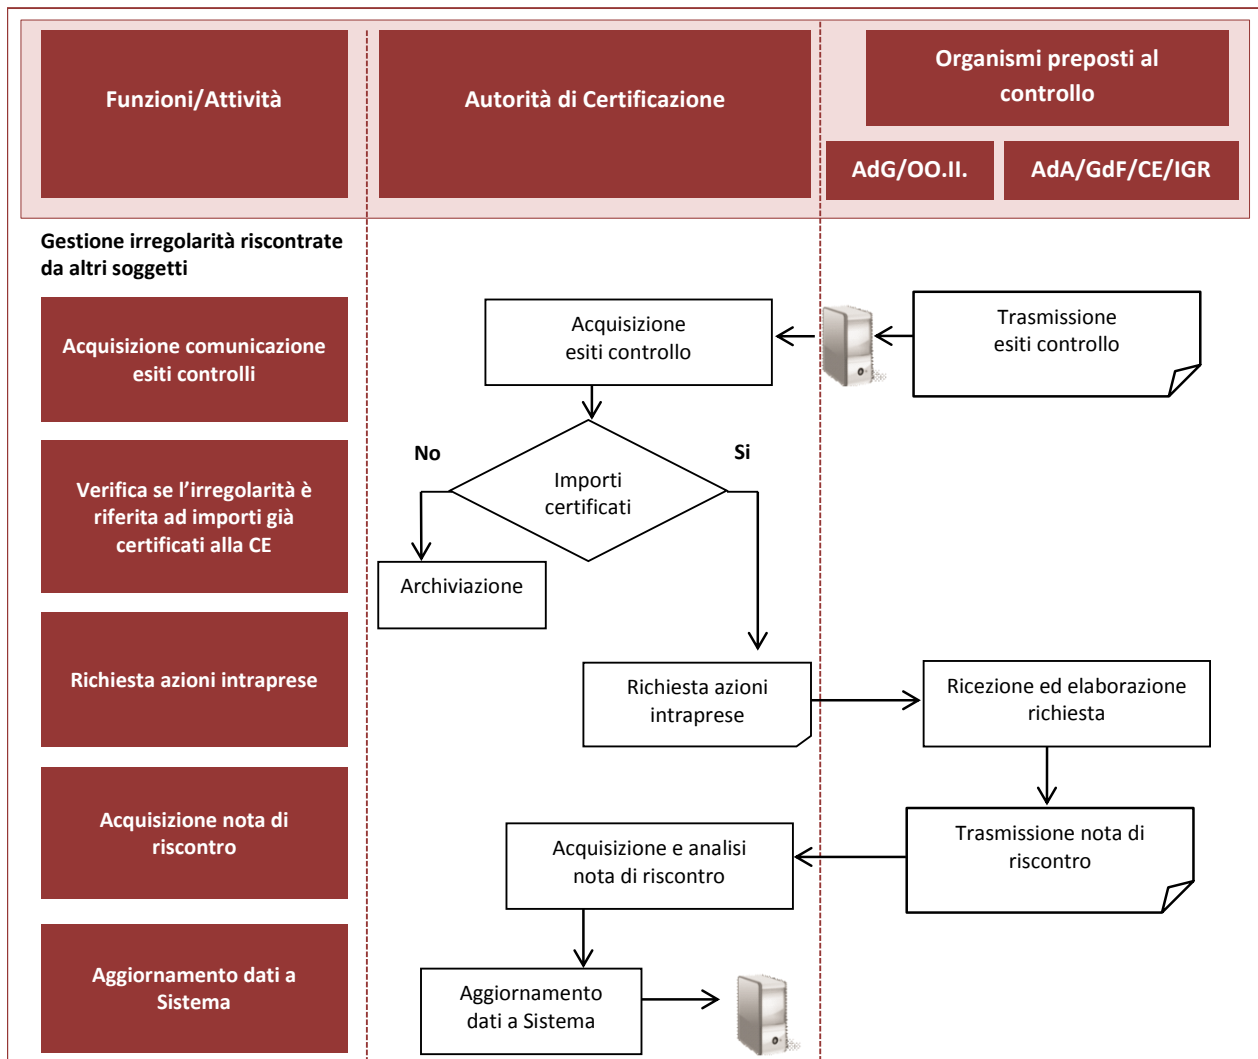 Funzioni/Attività
Autorità di Certificazione
Organismi preposti al
controllo
AdG/OO.II.
AdA/GdF/CE/IGR
Gestione irregolarità riscontrate
da altri soggetti
Acquisizione comunicazione
esiti controlli
Acquisizione
esiti controllo
Trasmissione
esiti controllo
Verifica se l'irregolarità è
riferita ad importi già
certificati alla CE
No
Si
Importi
certificati
Archiviazione
Richiesta azioni intraprese
Richiesta azioni
intraprese
Ricezione ed elaborazione
richiesta
Acquisizione nota di
riscontro
Acquisizione e analisi
nota di riscontro
Trasmissione nota di
riscontro
Aggiornamento dati a
Sistema
Aggiornamento
dati a Sistema